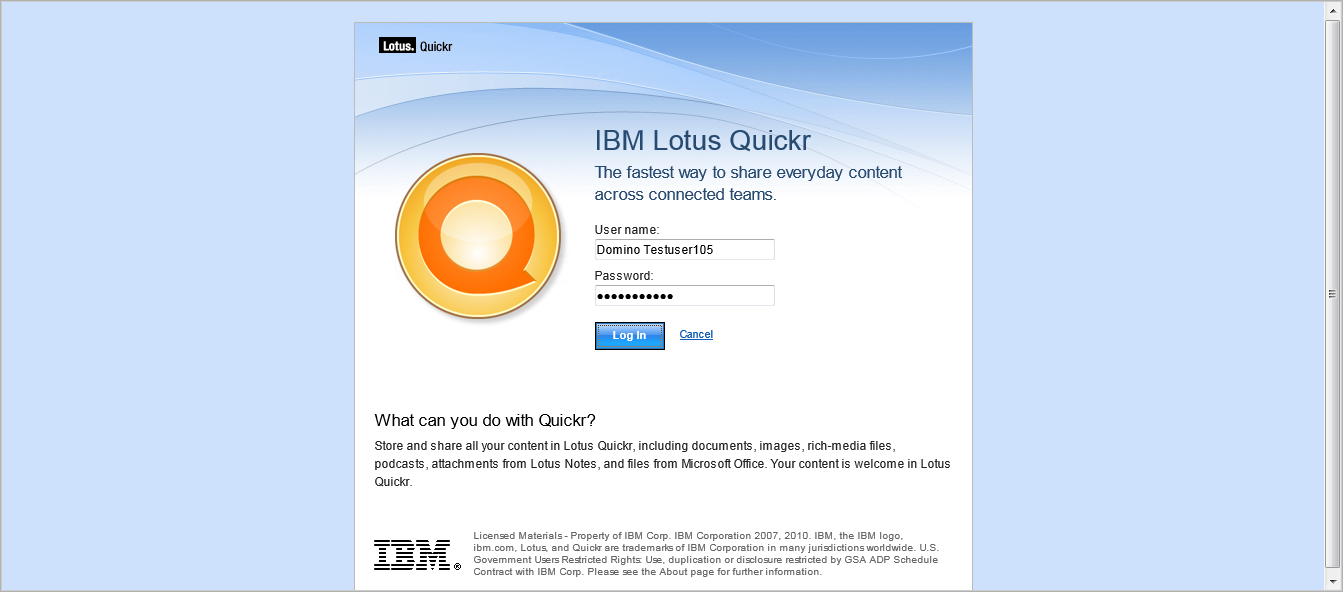 Lotus. Quickr
IBM Lotus Quickr
The fastest way to share everyday content
across connected teams.
User name:
Domino Testuser105
Password:
●●●●●●●●●●●
Log In Cancel
What can you do with Quickr?
Store and share all your content in Lotus Quickr, including documents, images, rich-media files,
podcasts, attachments from Lotus Notes, and files from Microsoft Office. Your content is welcome in Lotus
Quickr.
IBM®
Licensed Materials - Property of IBM Corp. IBM Corporation 2007, 2010. IBM, the IBM logo,
ibm.com, Lotus, and Quickr are trademarks of IBM Corporation in many jurisdictions worldwide. U.S.
Government Users Restricted Rights: Use, duplication or disclosure restricted by GSA ADP Schedule
Contract with IBM Corp. Please see the About page for further information.